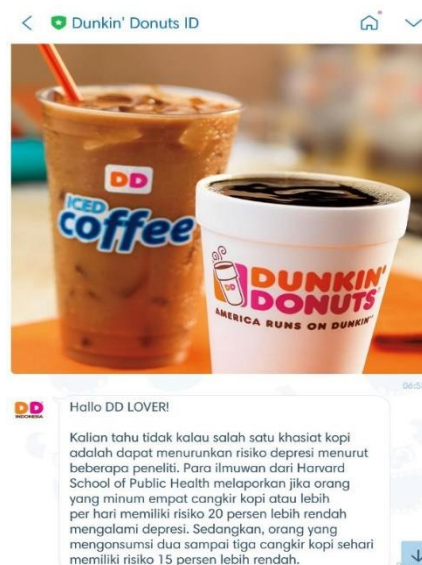 Dunkin' Donuts ID
DD
ICED
coffee
DD
DUNKIN'
DONUTS
AMERICA RUNS ON DUNKIN'
DD
INDONESIA
Hallo DD LOVER!
Kalian tahu tidak kalau salah satu khasiat kopi
adalah dapat menurunkan risiko depresi menurut
beberapa peneliti. Para ilmuwan dari Harvard
School of Public Health melaporkan jika orang
yang minum empat cangkir kopi atau lebih
per hari memiliki risiko 20 persen lebih rendah
mengalami depresi. Sedangkan, orang yang
mengonsumsi dua sampai tiga cangkir kopi sehari
memiliki risiko 15 persen lebih rendah.